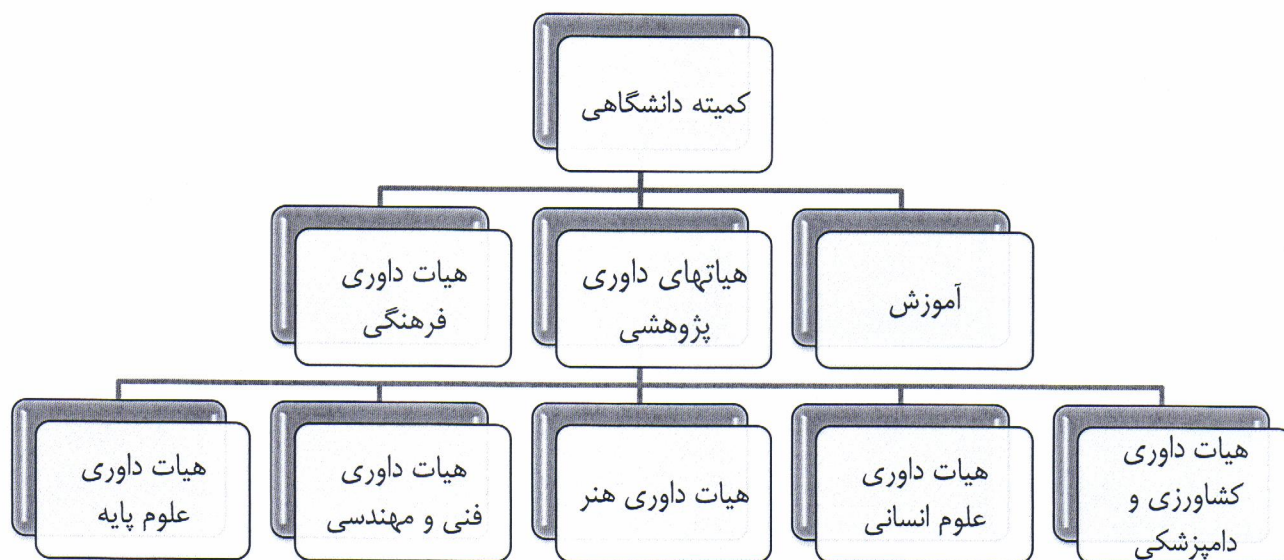 کمیته دانشگاهی
آموزش
هیاتهای داوری
پژوهشی
هیات داوری
فرهنگی
هیات داوری
کشاورزی و
دامپزشکی
هیات داوری
علوم انسانی
هیات داوری هنر
هیات داوری
فنی و مهندسی
هیات داوری
علوم پایه